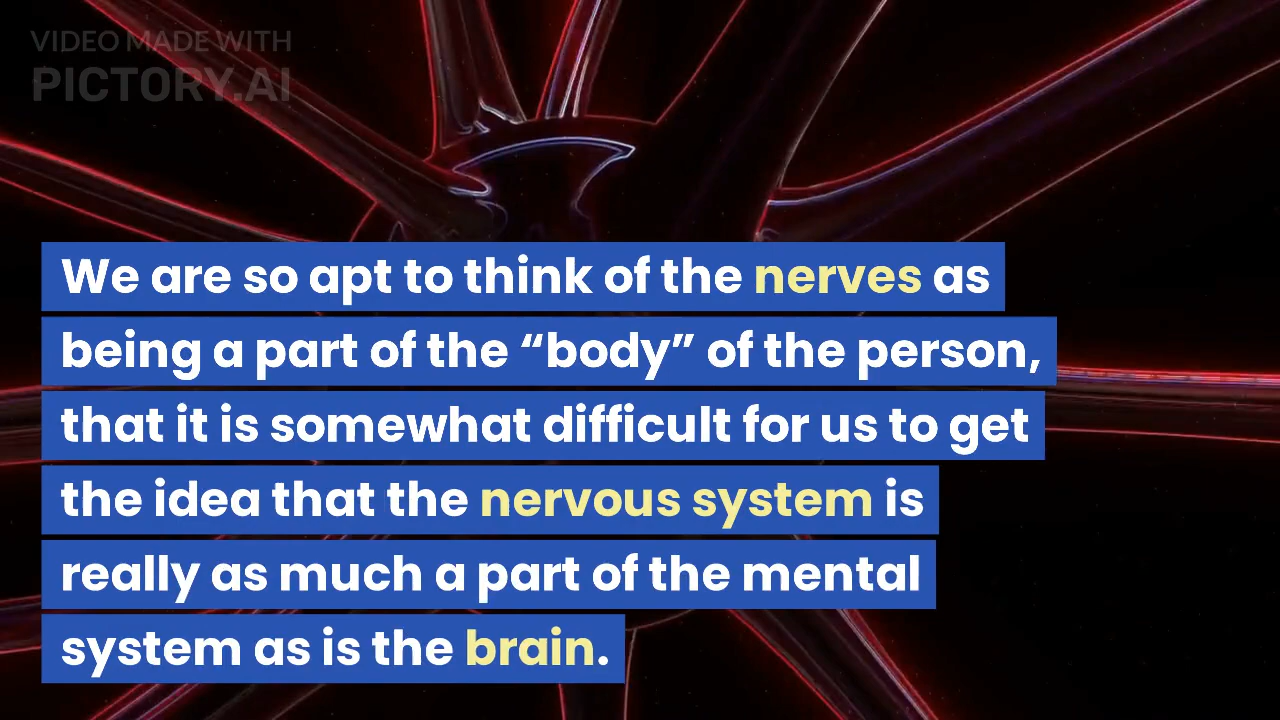 VIDEO MADE WITH
PICTORY.AI
We are so apt to think of the nerves as
being a part of the “body” of the person,
that it is somewhat difficult for us to get
the idea that the nervous system is
really as much a part of the mental
system as is the brain.